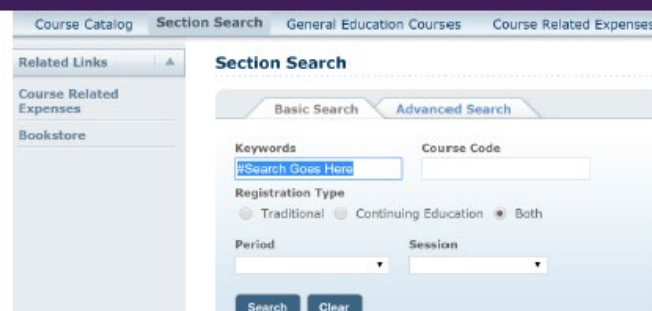 Course Catalog Section Search General Education Courses Course Related Expenses
Related Links
Course Related
Expenses
Bookstore
Section Search
Basic Search Advanced Search
Keywords Course Code
#Search Goes Here
Registration Type
Traditional Continuing Education Both
Period Session
Search Clear